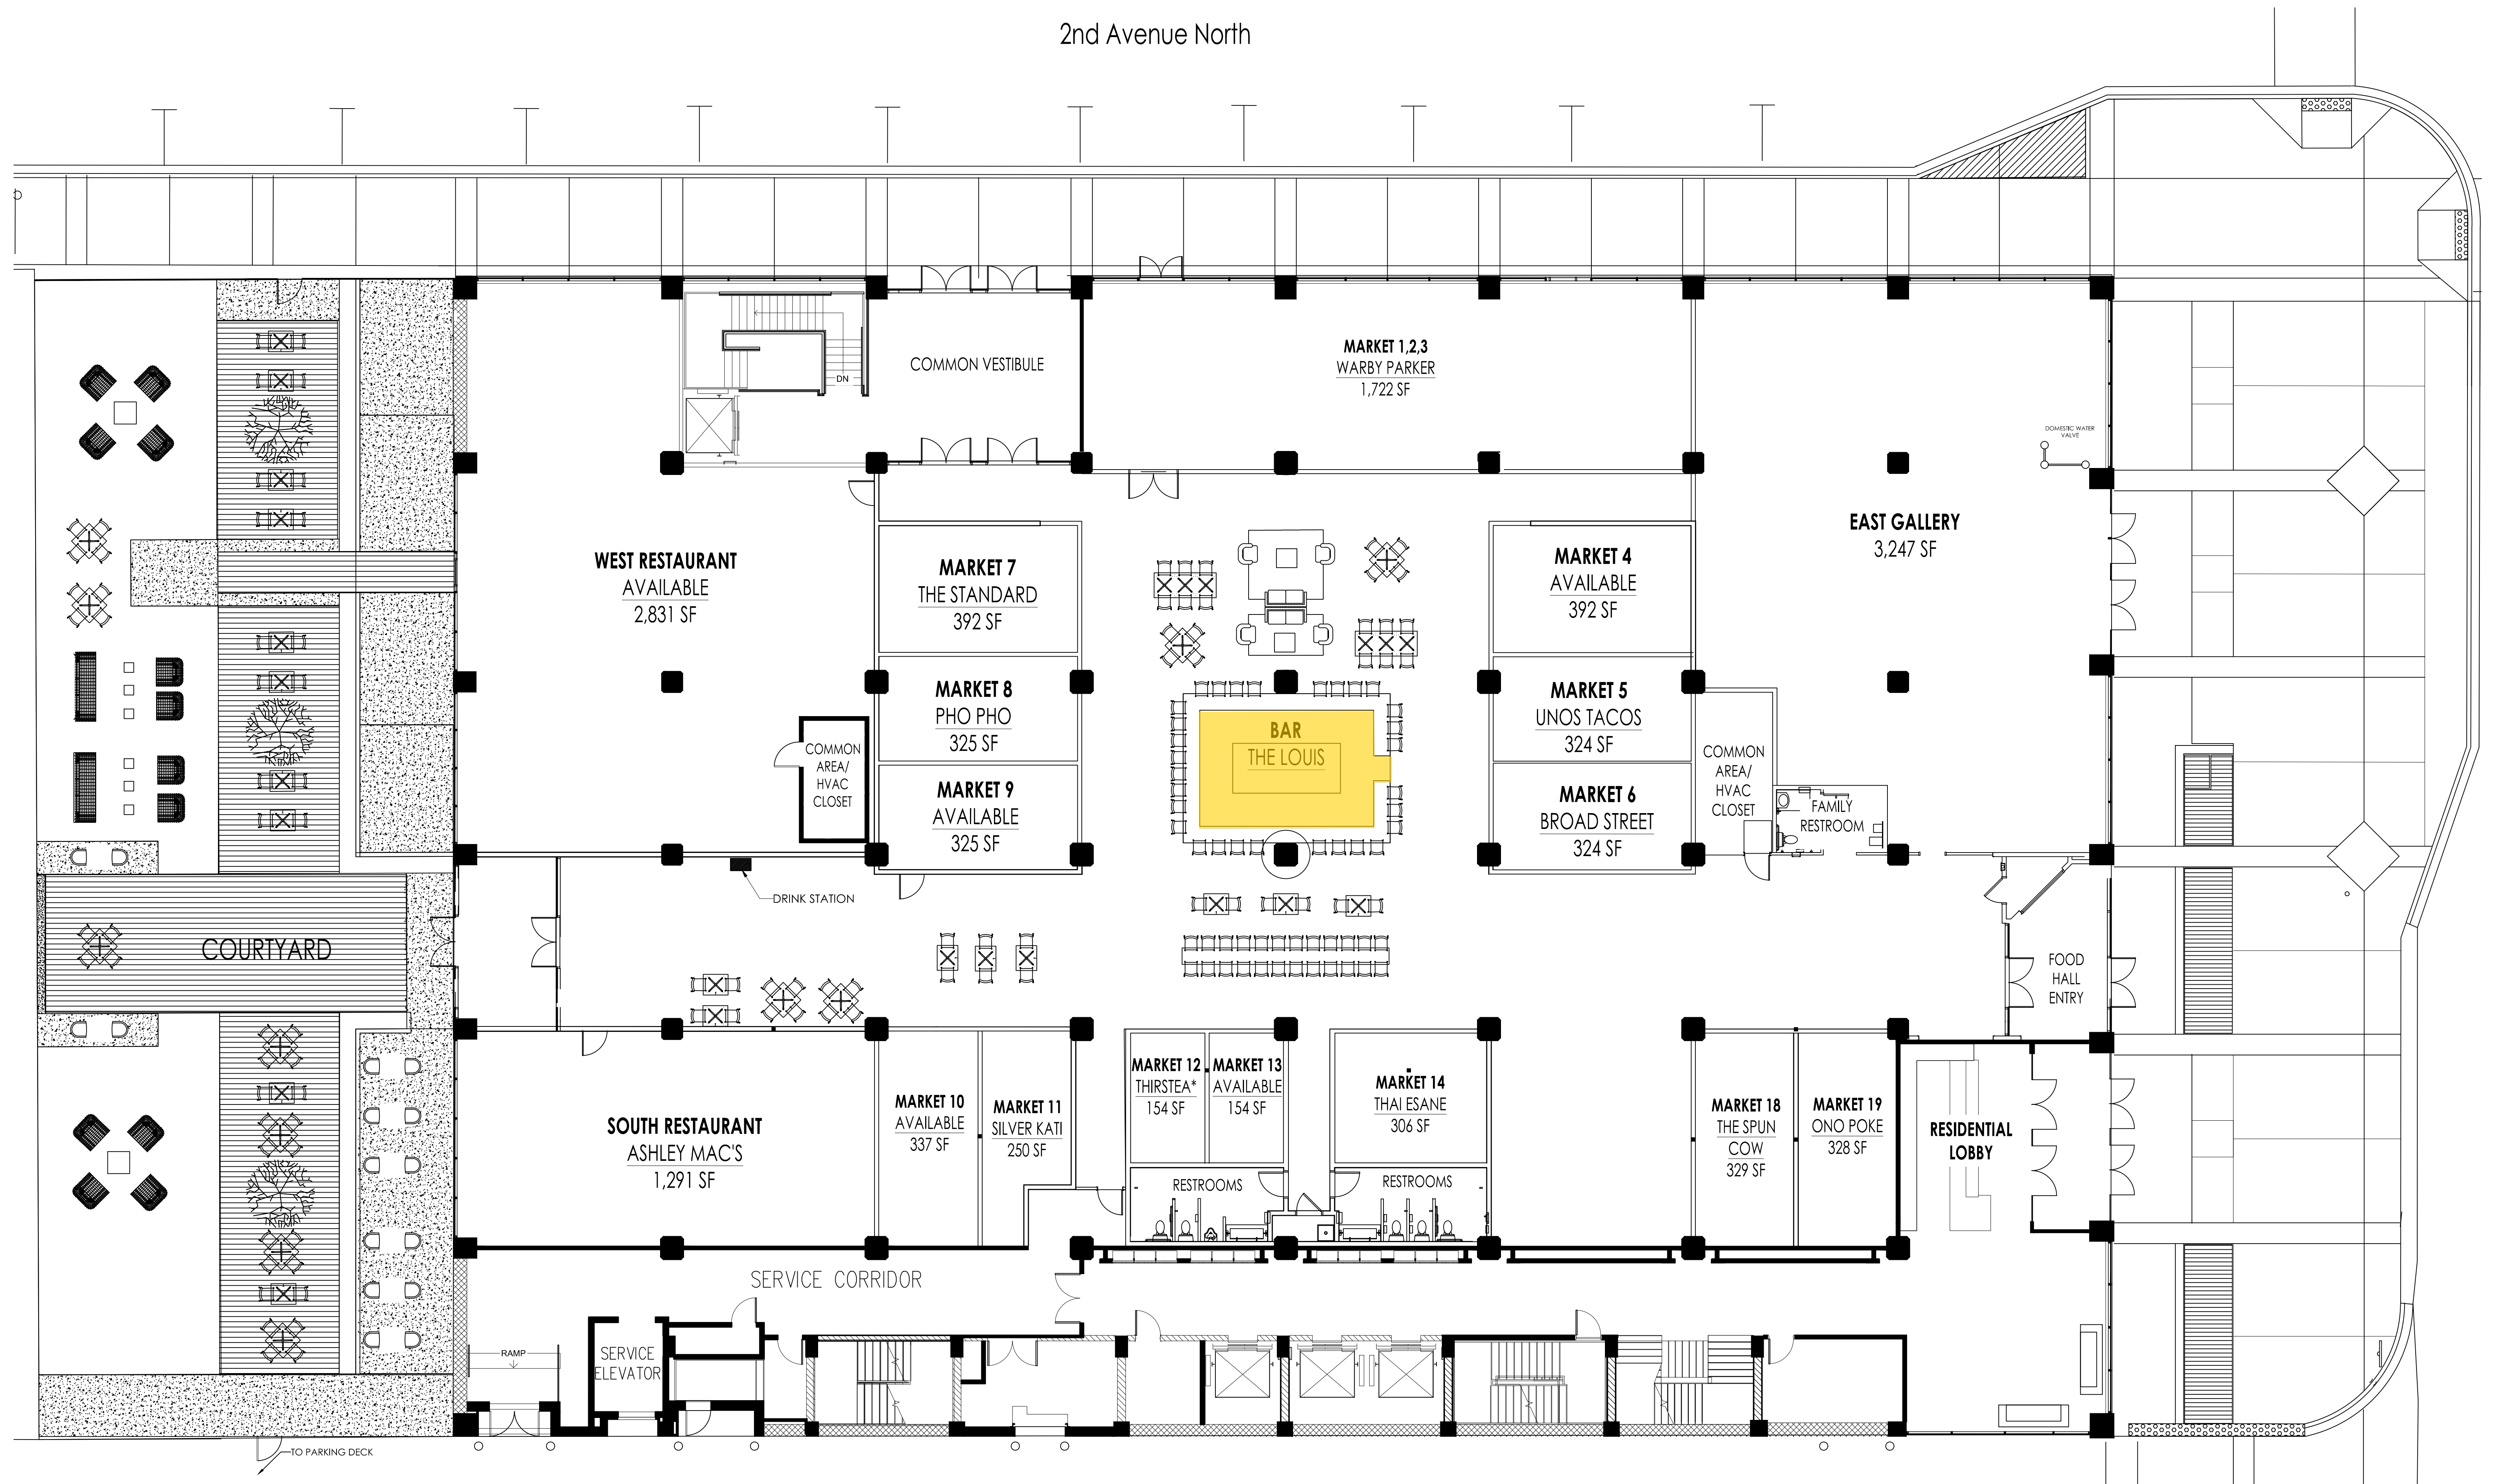 2nd Avenue North
MARKET 1,2,3
WARBY PARKER
1,722 SF
COMMON VESTIBULE
DN
DOMESTIC WATER
VALVE
EAST GALLERY
3,247 SF
WEST RESTAURANT
AVAILABLE
2,831 SF
MARKET 7
THE STANDARD
392 SF
MARKET 4
AVAILABLE
392 SF
MARKET 8
PHO PHO
325 SF
MARKET 5
UNOS TACOS
324 SF
BAR
THE LOUIS
COMMON
AREA/
HVAC
CLOSET
MARKET 9
AVAILABLE
325 SF
MARKET 6
BROAD STREET
324 SF
COMMON
AREA/
HVAC
CLOSET
FAMILY
RESTROOM
DRINK STATION
COURTYARD
FOOD
HALL
ENTRY
SOUTH RESTAURANT
ASHLEY MAC'S
1,291 SF
MARKET 10
AVAILABLE
337 SF
MARKET 11
SILVER KATI
250 SF
MARKET 12
THIRSTEA*
154 SF
MARKET 13
AVAILABLE
154 SF
MARKET 14
THAI ESANE
306 SF
MARKET 18
THE SPUN
COW
329 SF
MARKET 19
ONO POKE
328 SF
RESIDENTIAL
LOBBY
RESTROOMS
RESTROOMS
SERVICE CORRIDOR
RAMP
SERVICE
ELEVATOR
TO PARKING DECK